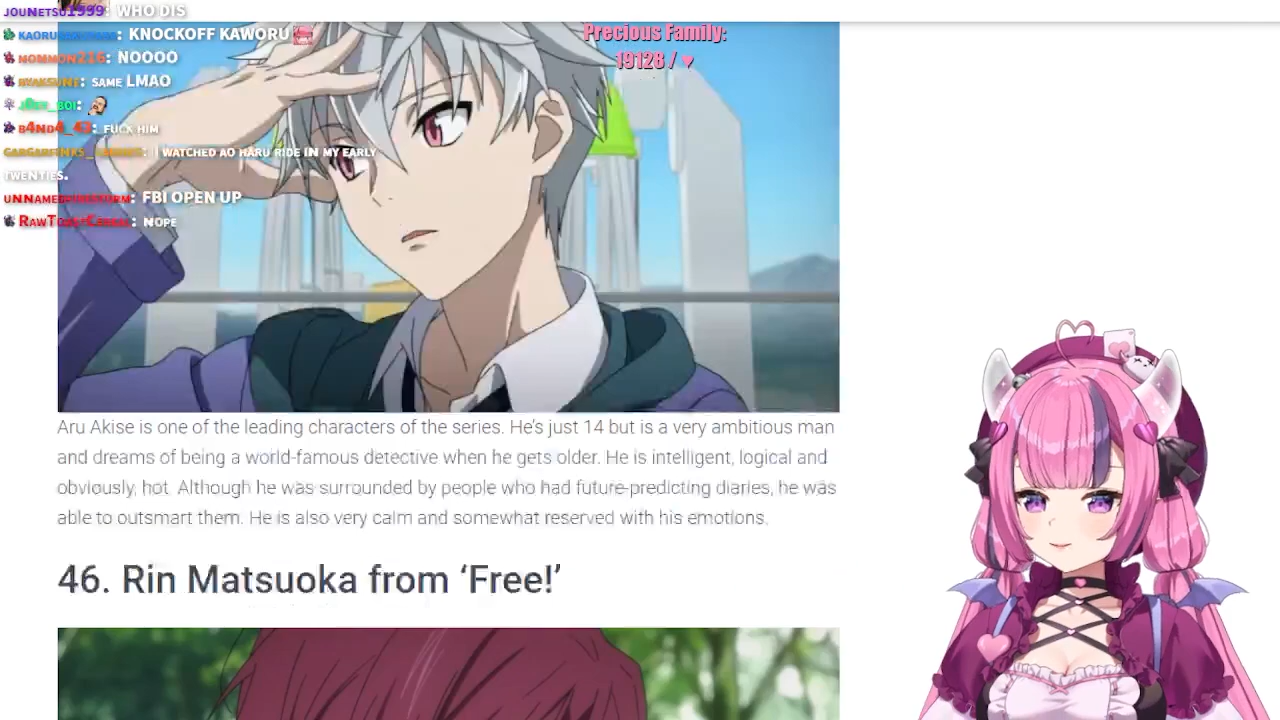 JOUNETSU1999: WHO DIS
: KNOCKOFF KAWORU
NOMMON216: NOOOO
: SAME LMAO
FUCK HIM
: I WATCHED AO HARU RIDE IN MY EARLY
TWENTIES.
: FBI OPEN UP
: NOPE
Precious Family:
19128 / ♥
Aru Akise is one of the leading characters of the series. He's just 14 but is a very ambitious man
and dreams of being a world-famous detective when he gets older. He is intelligent, logical and
obviously, hot. Although he was surrounded by people who had future-predicting diaries, he was
able to outsmart them. He is also very calm and somewhat reserved with his emotions.
46. Rin Matsuoka from ‘Free!’